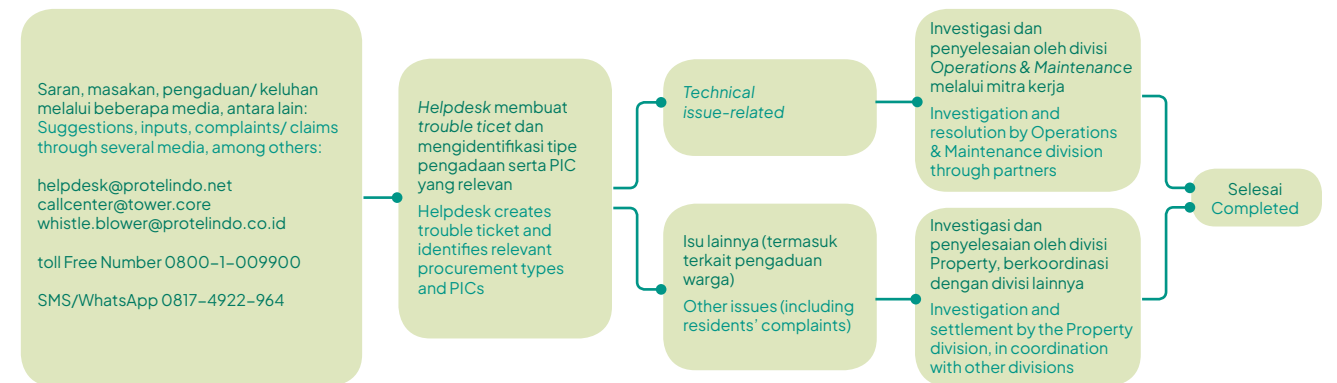 Saran, masakan, pengaduan/ keluhan
melalui beberapa media, antara lain:
Suggestions, inputs, complaints/ claims
through several media, among others:
helpdesk@protelindo.net
callcenter@tower.core
whistle.blower@protelindo.co.id
toll Free Number 0800–1–009900
SMS/WhatsApp 0817–4922–964
Helpdesk membuat
trouble ticet dan
mengidentifikasi tipe
pengadaan serta PIC
yang relevan
Helpdesk creates
trouble ticket and
identifies relevant
procurement types
and PICs
Technical
issue-related
Isu lainnya (termasuk
terkait pengaduan
warga)
Other issues (including
residents’ complaints)
Investigasi dan
penyelesaian oleh divisi
Operations & Maintenance
melalui mitra kerja
Investigation and
resolution by Operations
& Maintenance division
through partners
Investigasi dan
penyelesaian oleh divisi
Property, berkoordinasi
dengan divisi lainnya
Investigation and
settlement by the Property
division, in coordination
with other divisions
Selesai
Completed